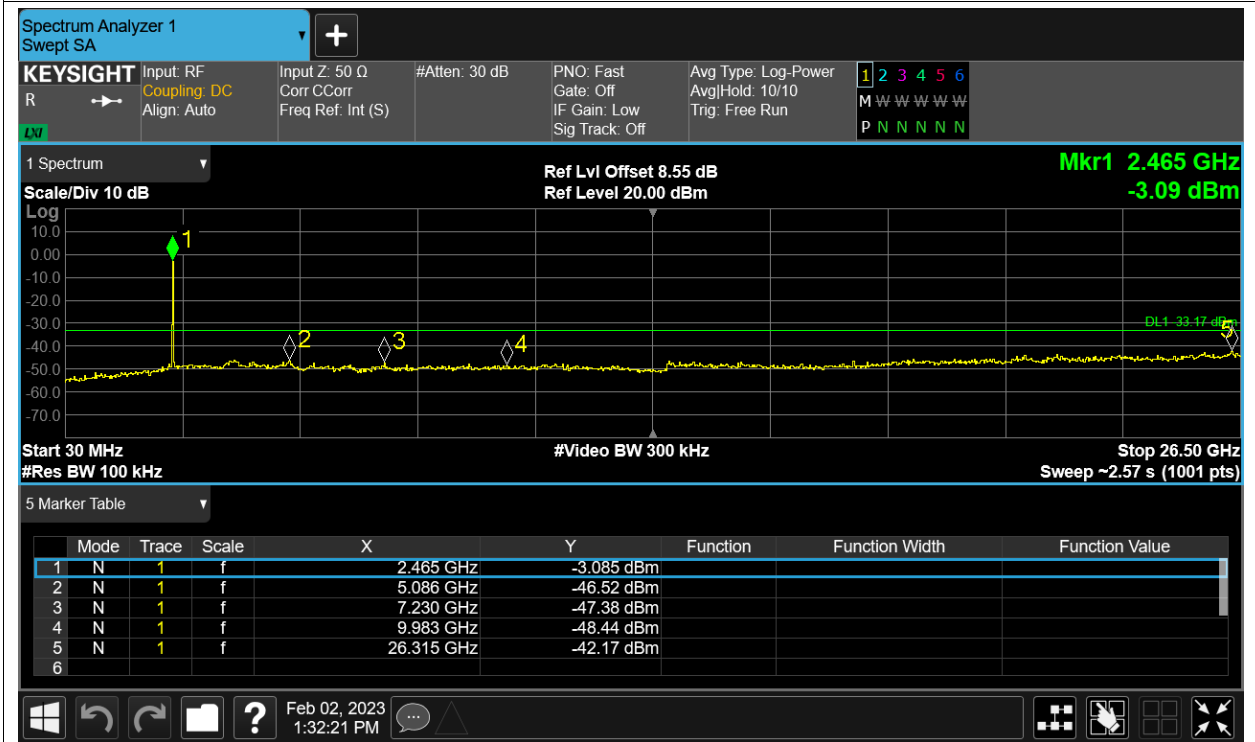 Spectrum Analyzer 1
Swept SA
+
KEYSIGHT
R
LXI
Input: RF
Coupling: DC
Align: Auto
Input Z: 50 Ω
Corr CCorr
Freq Ref: Int (S)
#Atten: 30 dB
PNO: Fast
Gate: Off
IF Gain: Low
Sig Track: Off
Avg Type: Log-Power
Avg|Hold: 10/10
Trig: Free Run
1 2 3 4 5 6
M W W W W W
P N N N N N
1 Spectrum
Scale/Div 10 dB
Ref Lvl Offset 8.55 dB
Ref Level 20.00 dBm
Mkr1 2.465 GHz
-3.09 dBm
Log
10.0
0.00
-10.0
-20.0
-30.0
-40.0
-50.0
-60.0
-70.0
1
2
3
4
5
DL1 -33.17 dBm
Start 30 MHz
#Res BW 100 kHz
#Video BW 300 kHz
Stop 26.50 GHz
Sweep ~2.57 s (1001 pts)
5 Marker Table
Mode Trace Scale X Y Function Function Width Function Value
1 N 1 f 2.465 GHz -3.085 dBm
2 N 1 f 5.086 GHz -46.52 dBm
3 N 1 f 7.230 GHz -47.38 dBm
4 N 1 f 9.983 GHz -48.44 dBm
5 N 1 f 26.315 GHz -42.17 dBm
6
?
Feb 02, 2023
1:32:21 PM